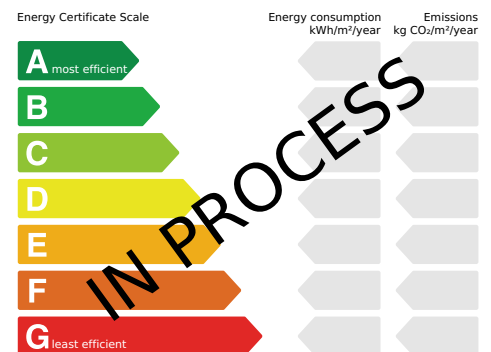 Energy Certificate Scale
Energy consumption
kWh/m²/year
Emissions
kg CO₂/m²/year
A most efficient
B
C
D
E
F
G least efficient
IN PROCESS